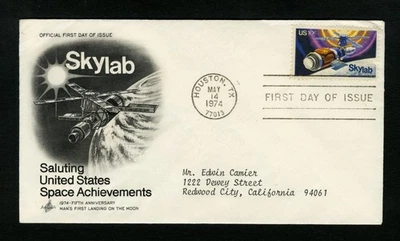 OFFICIAL FIRST DAY OF ISSUE
Skylab
US 10c
Skylab
HOUSTON, TX
MAY
14
1974
77013
FIRST DAY OF ISSUE
Saluting
United States
Space Achievements
1974-FIFTH ANNIVERSARY
MAN'S FIRST LANDING ON THE MOON
Mr. Edwin Camier
1222 Dewey Street
Redwood City, California 94061